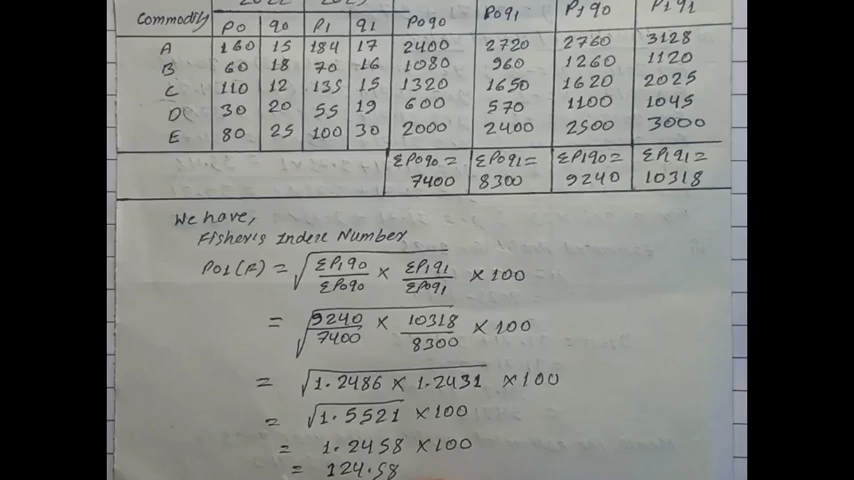 Commodity P0 q0 P1 q1 P0q0 P0q1 P1q0 P1q1
A 160 15 184 17 2400 2720 2760 3128
B 60 18 70 16 1080 960 1260 1120
C 110 12 135 15 1320 1650 1620 2025
D 30 20 55 19 600 570 1100 1045
E 80 25 100 30 2000 2400 2500 3000
ΣP0q0 = 7400 ΣP0q1 = 8300 ΣP1q0 = 9240 ΣP1q1 = 10318
We have,
Fisher's Index Number
P01(F) = √(ΣP1q0/ΣP0q0 × ΣP1q1/ΣP0q1) × 100
= √(9240/7400 × 10318/8300) × 100
= √(1.2486 × 1.2431) × 100
= √1.5521 × 100
= 1.2458 × 100
= 124.58